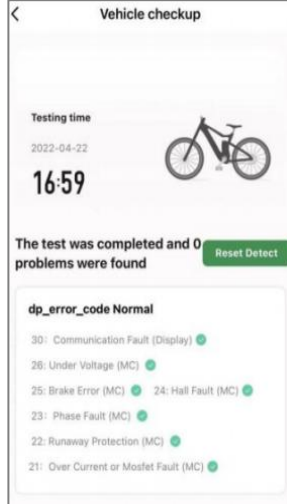 Vehicle checkup
Testing time
2022-04-22
16:59
The test was completed and 0
problems were found
Reset Detect
dp_error_code Normal
30: Communication Fault (Display)
26: Under Voltage (MC)
25: Brake Error (MC) 24: Hall Fault (MC)
23: Phase Fault (MC)
22: Runaway Protection (MC)
21: Over Current or Mosfet Fault (MC)